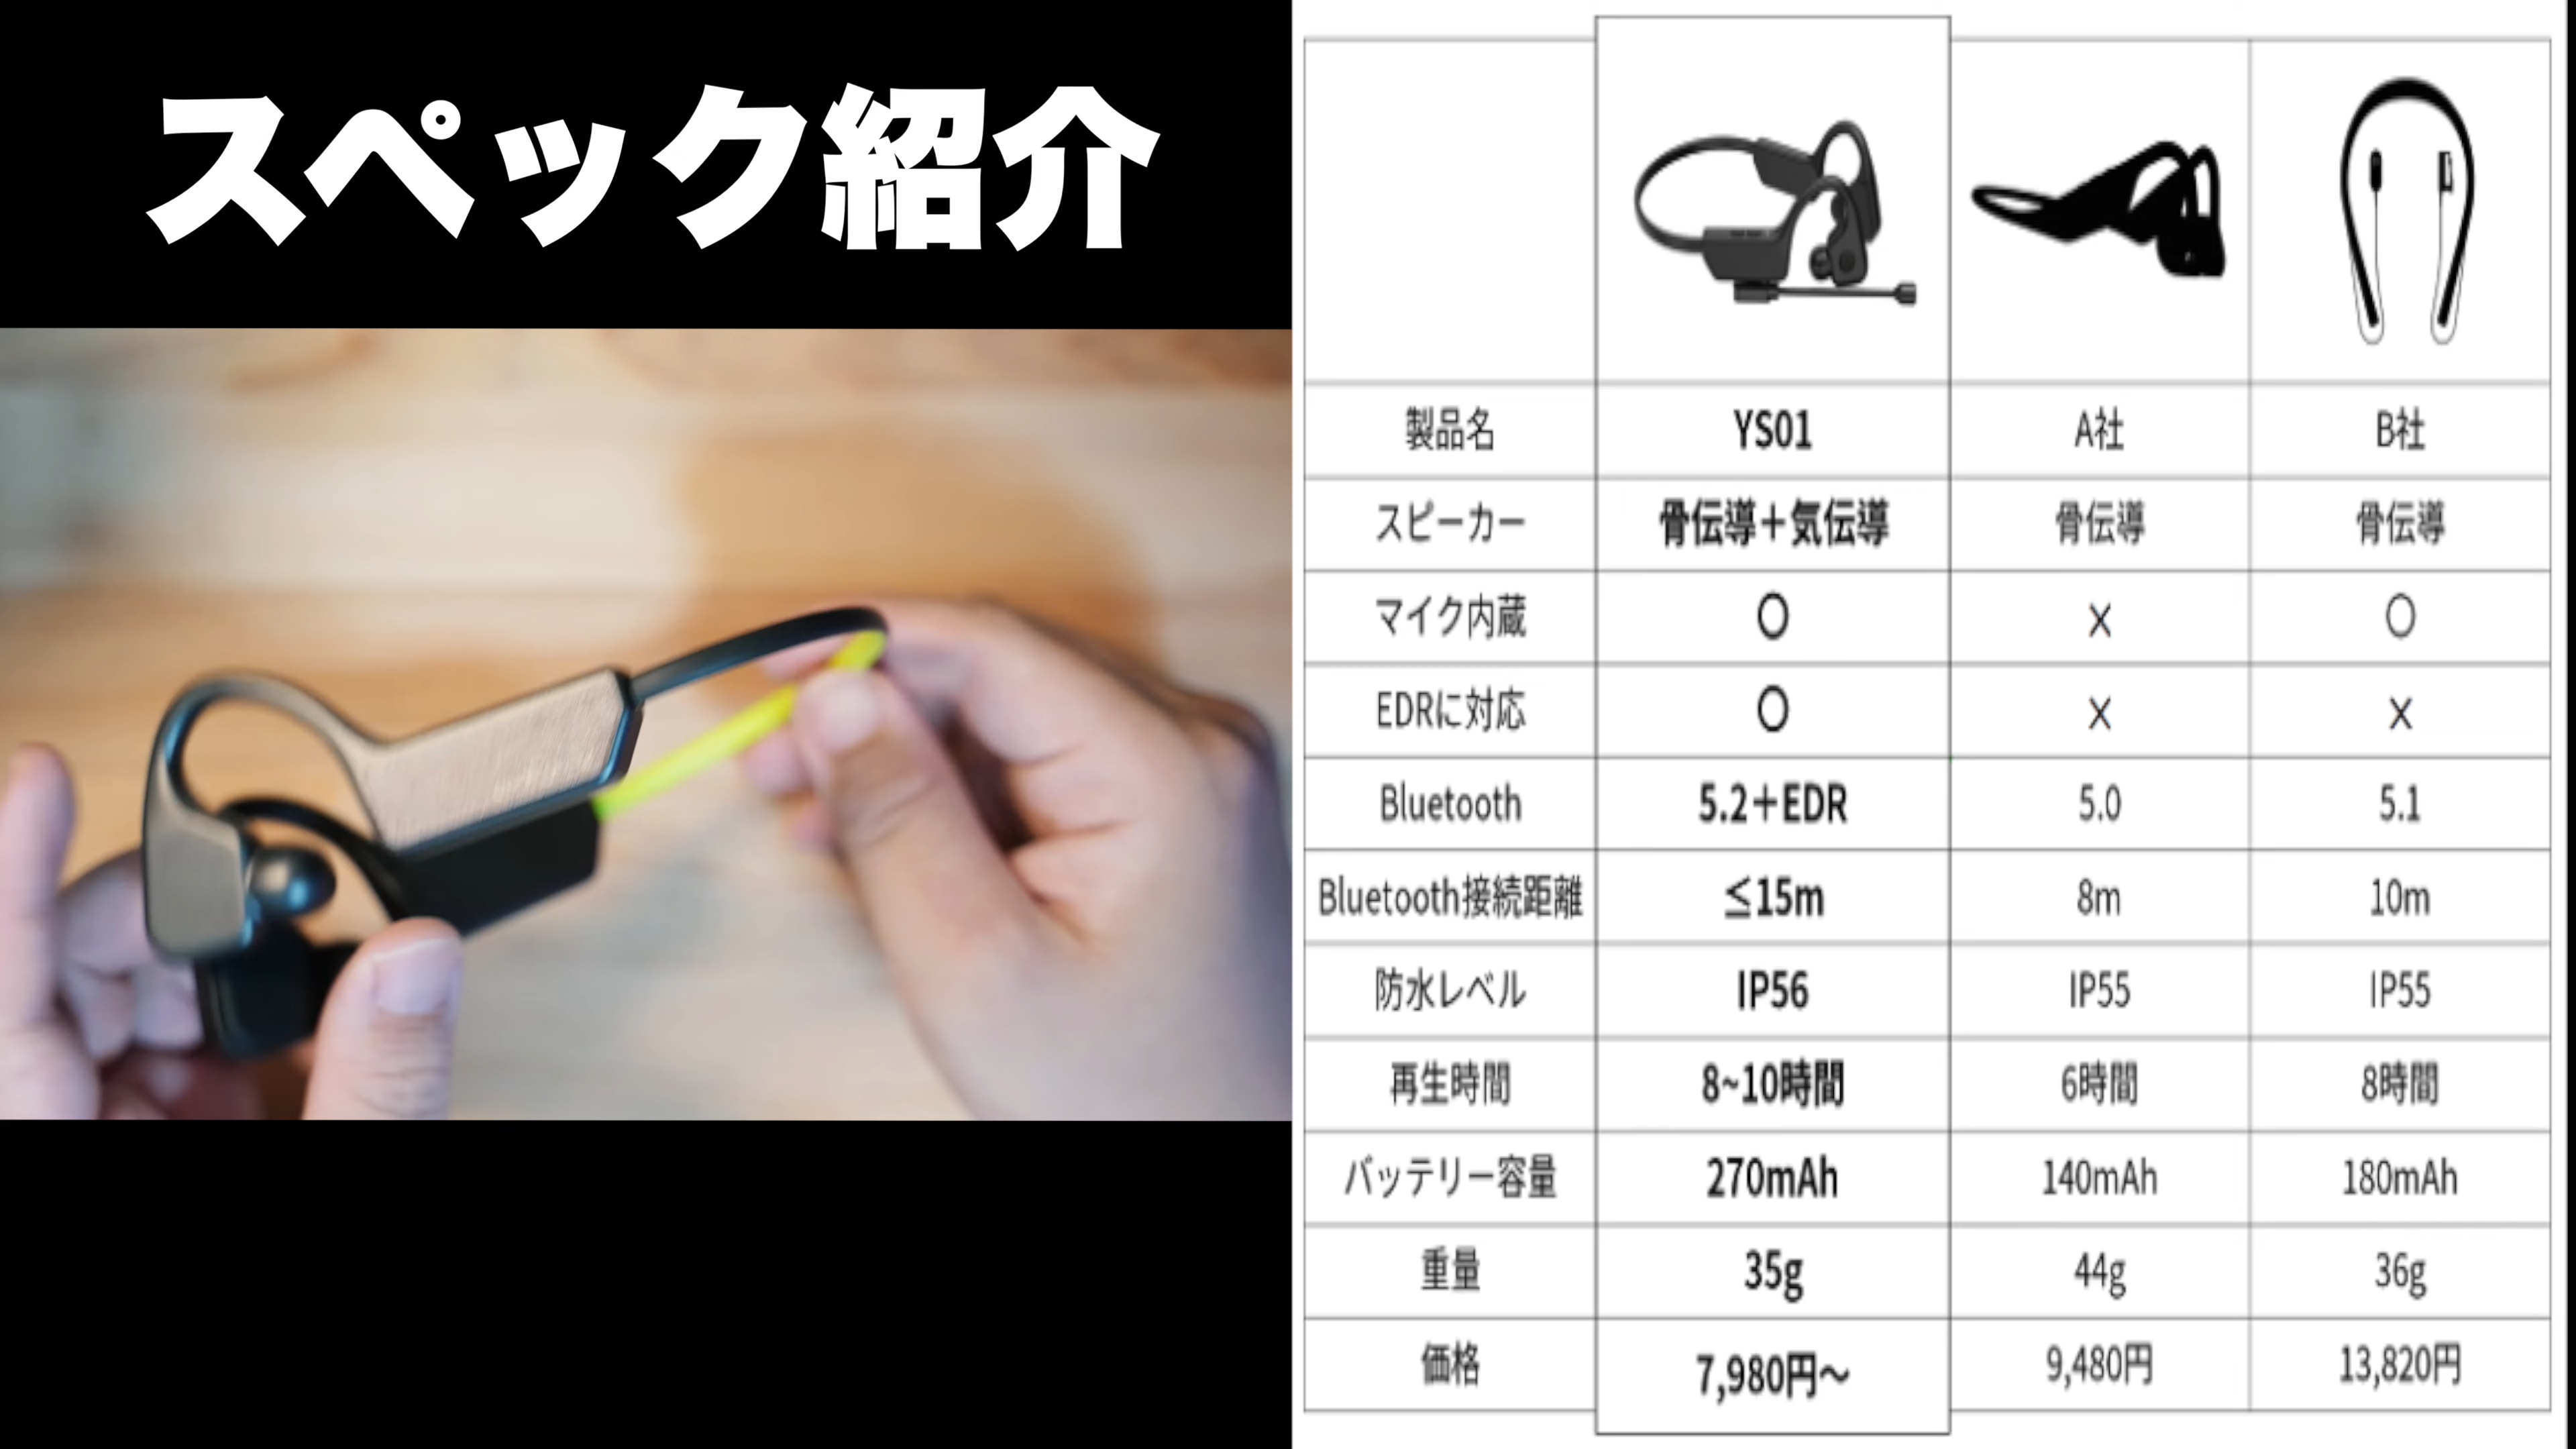 スペック紹介
製品名 YS01 A社 B社
スピーカー 骨伝導＋気伝導 骨伝導 骨伝導
マイク内蔵 ○ × ○
EDRに対応 ○ × ×
Bluetooth 5.2＋EDR 5.0 5.1
Bluetooth接続距離 ≦15m 8m 10m
防水レベル IP56 IP55 IP55
再生時間 8~10時間 6時間 8時間
バッテリー容量 270mAh 140mAh 180mAh
重量 35g 44g 36g
価格 7,980円～ 9,480円 13,820円